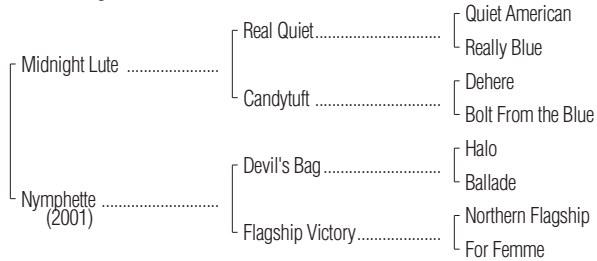 Quiet American
Real Quiet
Really Blue
Midnight Lute
Dehere
Candytuft
Bolt From the Blue
Halo
Devil's Bag
Ballade
Nymphette
(2001)
Northern Flagship
Flagship Victory
For Femme